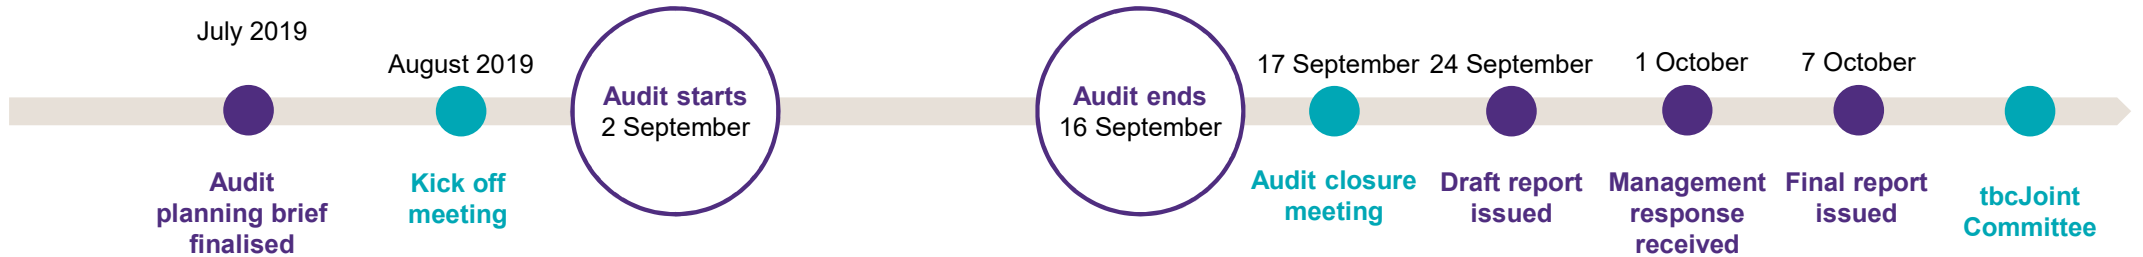 July 2019
Audit
planning brief
finalised
August 2019
Kick off
meeting
Audit starts
2 September
Audit ends
16 September
17 September
Audit closure
meeting
24 September
Draft report
issued
1 October
Management
response
received
7 October
Final report
issued
tbcJoint
Committee